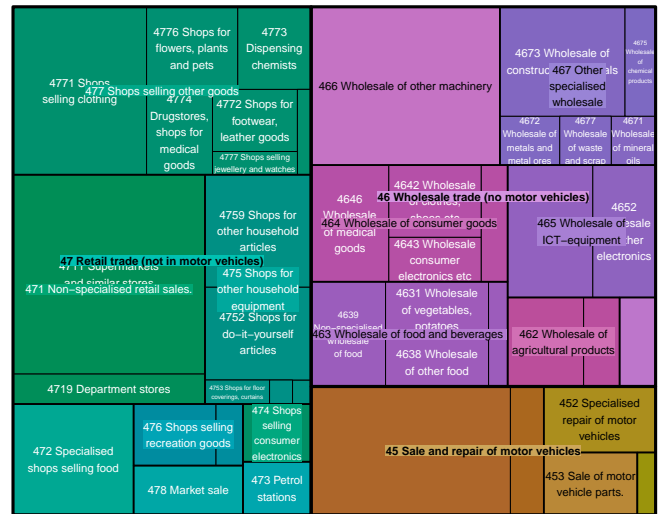 4776 Shops for
flowers, plants
and pets
4773
Dispensing
chemists
4771 Shops
selling clothing
477 Shops selling other goods
4774
Drugstores,
shops for
medical
goods
4772 Shops for
footwear,
leather goods
4777 Shops selling
jewellery and watches
4759 Shops for
other household
articles
47 Retail trade (not in motor vehicles)
4711 Supermarkets
and similar stores
471 Non-specialised retail sales.
475 Shops for
other household
equipment
4752 Shops for
do-it-yourself
articles
4719 Department stores
4753 Shops for floor
coverings, curtains
472 Specialised
shops selling food
476 Shops selling
recreation goods
474 Shops
selling
consumer
electronics
478 Market sale
473 Petrol
stations
466 Wholesale of other machinery
4673 Wholesale of
467 Other
specialised
wholesale
4675
Wholesale
of
chemical
products
4672
Wholesale of
metals and
metal ores
4677
Wholesale
of waste
and scrap
4671
Wholesale
of mineral
oils
46 Wholesale trade (no motor vehicles)
4646
Wholesale
of medical
goods
4642 Wholesale
of clothes,
464 Wholesale of consumer goods
4643 Wholesale
consumer
electronics etc
465 Wholesale of
ICT-equipment
4652
electronics
4639
Non-specialised
wholesale
of food
4631 Wholesale
of vegetables,
potatoes
463 Wholesale of food and beverages
4638 Wholesale
of other food
462 Wholesale of
agricultural products
45 Sale and repair of motor vehicles
452 Specialised
repair of motor
vehicles
453 Sale of motor
vehicle parts.